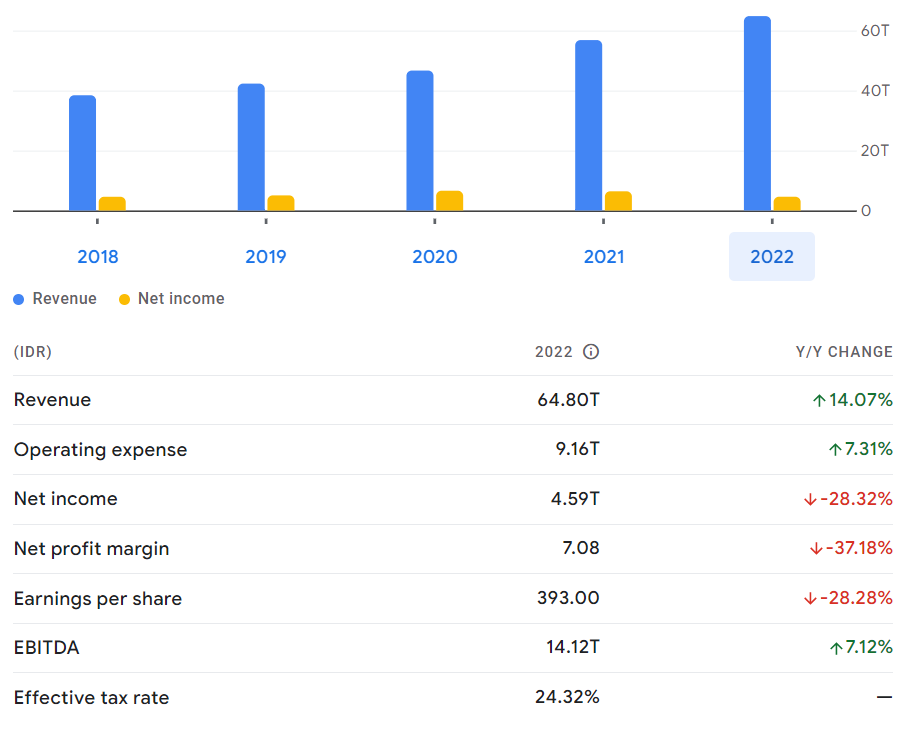 60T
40T
20T
0
2018 2019 2020 2021 2022
Revenue Net income
(IDR) 2022 Y/Y CHANGE
Revenue 64.80T ↑14.07%
Operating expense 9.16T ↑7.31%
Net income 4.59T ↓-28.32%
Net profit margin 7.08 ↓-37.18%
Earnings per share 393.00 ↓-28.28%
EBITDA 14.12T ↑7.12%
Effective tax rate 24.32% —